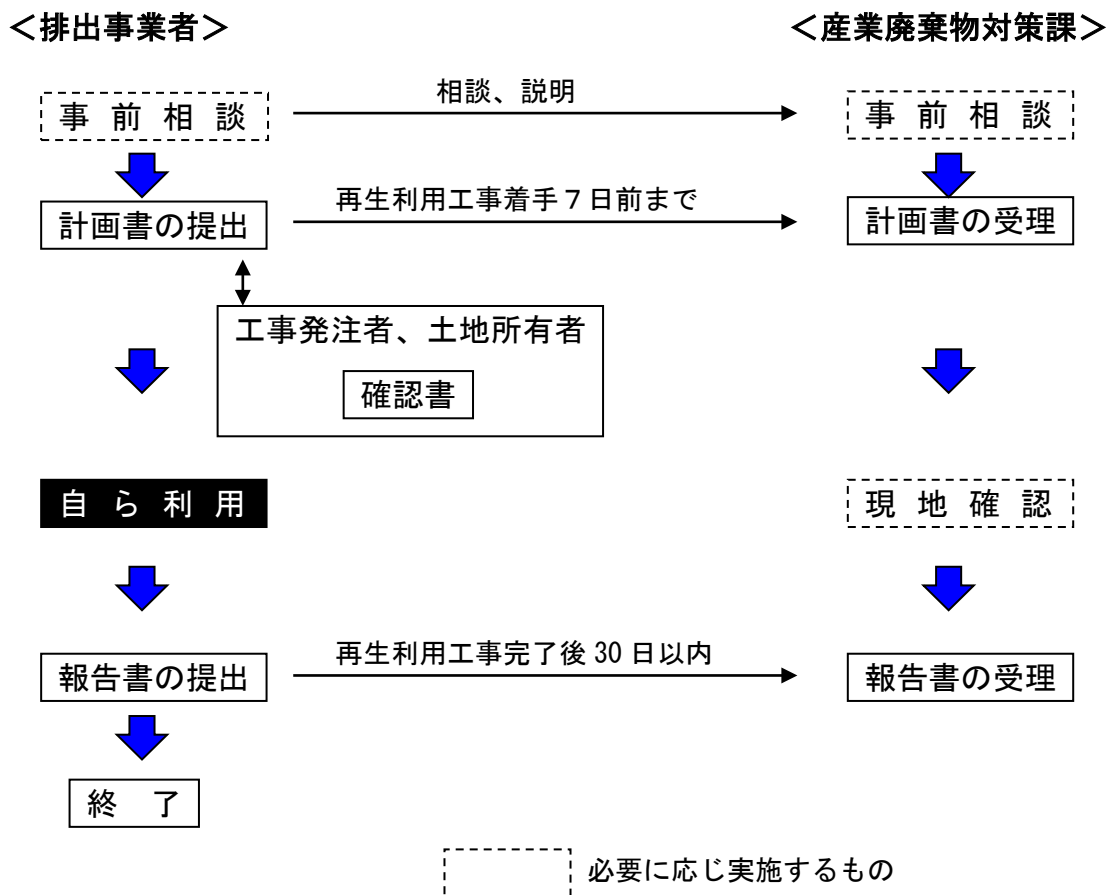 ＜排出事業者＞
＜産業廃棄物対策課＞
事前相談
相談、説明
事前相談
計画書の提出
再生利用工事着手７日前まで
計画書の受理
工事発注者、土地所有者
確認書
自ら利用
現地確認
報告書の提出
再生利用工事完了後30日以内
報告書の受理
終　了
必要に応じ実施するもの